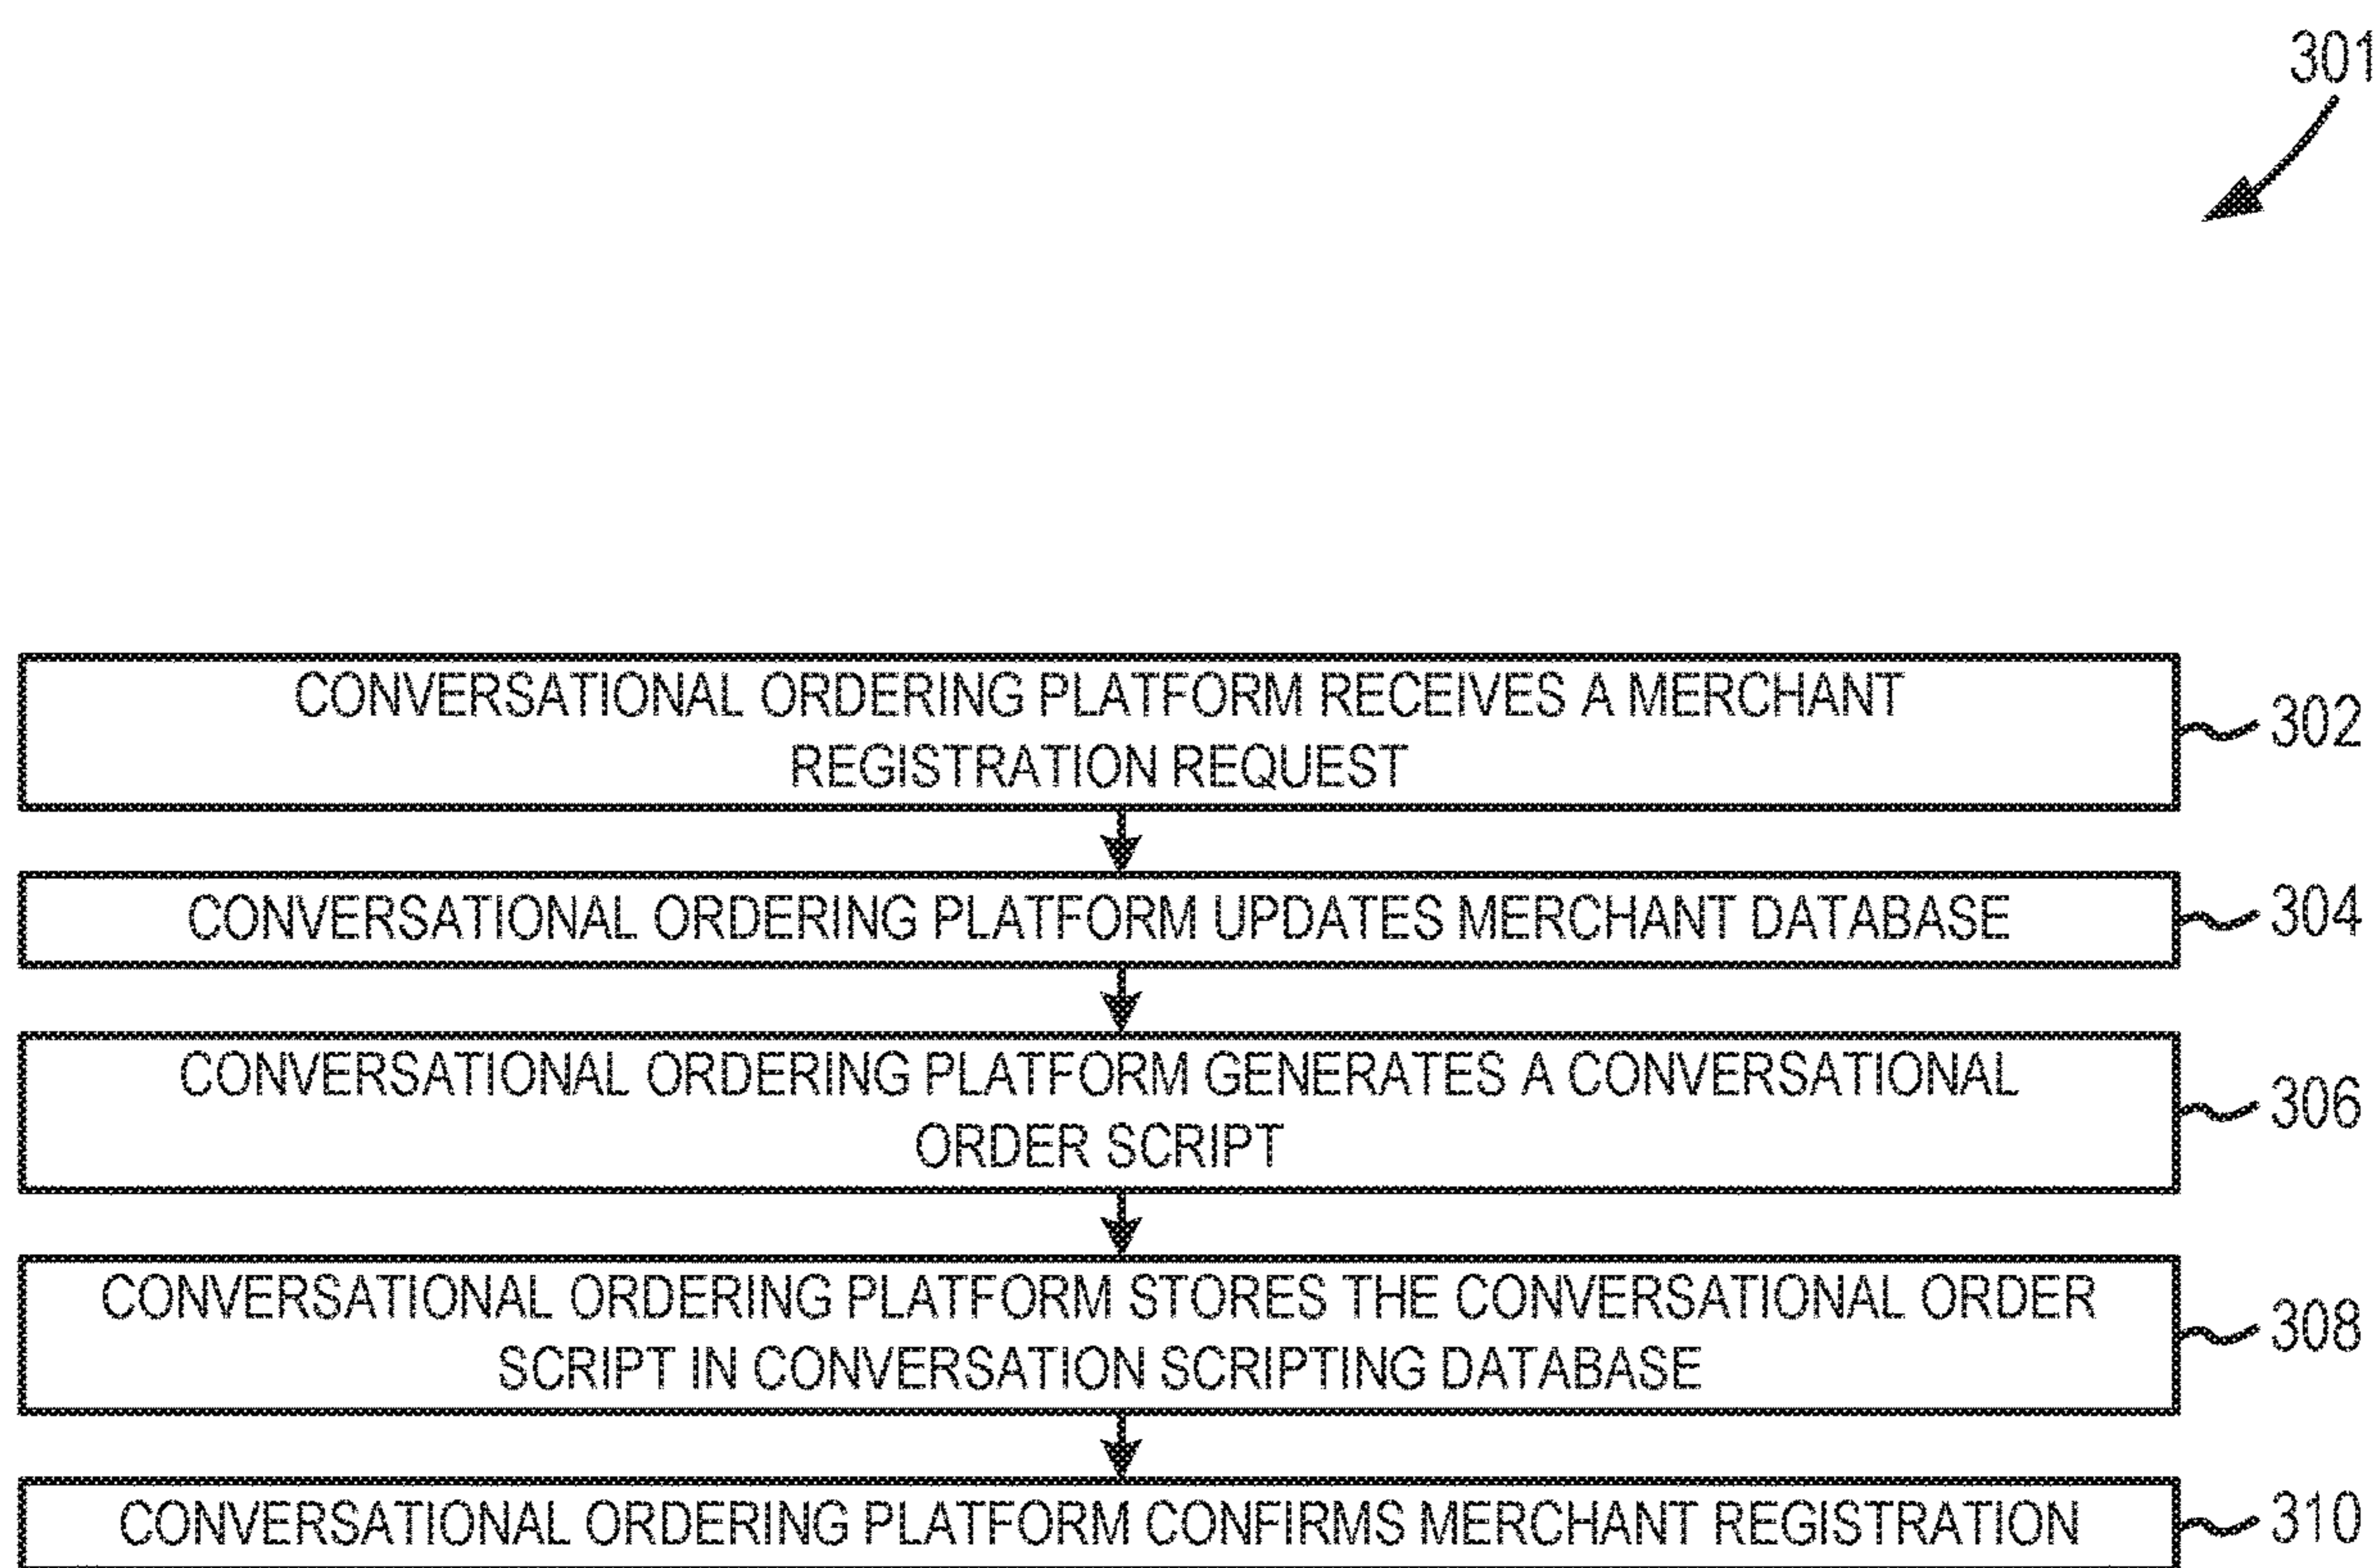 301
CONVERSATIONAL ORDERING PLATFORM RECEIVES A MERCHANT
REGISTRATION REQUEST
302
CONVERSATIONAL ORDERING PLATFORM UPDATES MERCHANT DATABASE
304
CONVERSATIONAL ORDERING PLATFORM GENERATES A CONVERSATIONAL
ORDER SCRIPT
306
CONVERSATIONAL ORDERING PLATFORM STORES THE CONVERSATIONAL ORDER
SCRIPT IN CONVERSATION SCRIPTING DATABASE
308
CONVERSATIONAL ORDERING PLATFORM CONFIRMS MERCHANT REGISTRATION
310